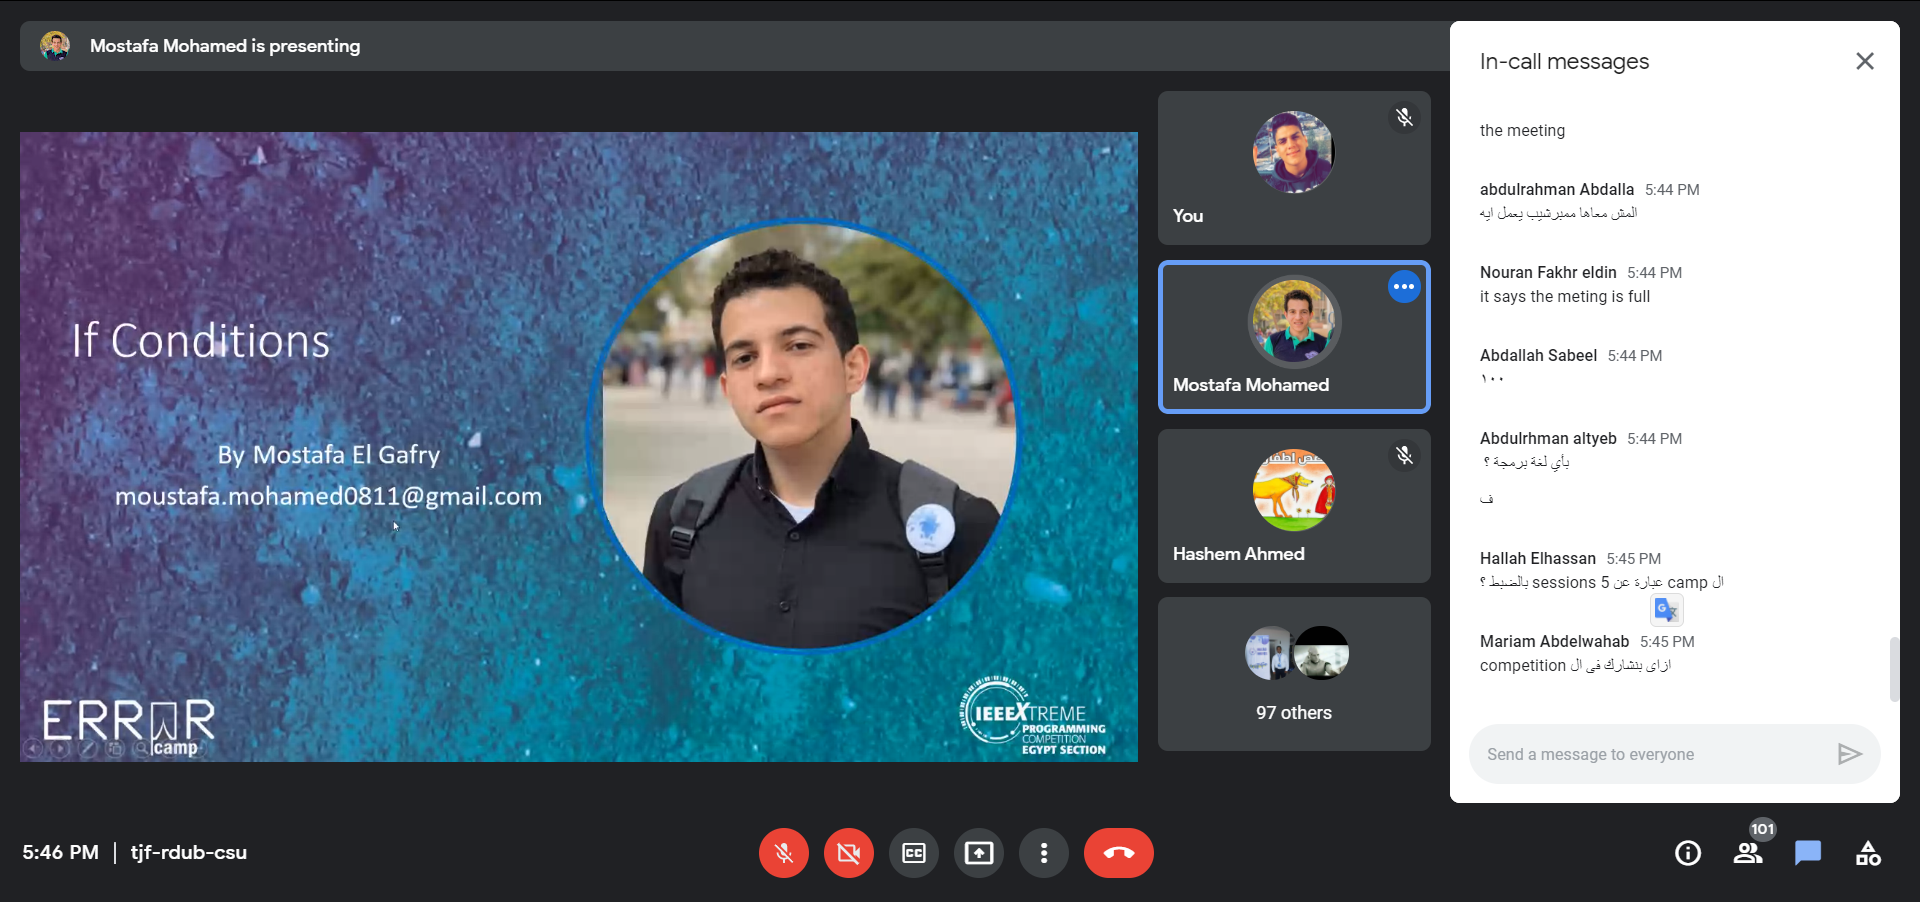 Mostafa Mohamed is presenting
If Conditions
By Mostafa El Gafry
moustafa.mohamed0811@gmail.com
ERROR
camp
IEEEXTREME
PROGRAMMING
COMPETITION
EGYPT SECTION
You
Mostafa Mohamed
Hashem Ahmed
97 others
In-call messages
the meeting
abdulrahman Abdalla 5:44 PM
المش معاها ممبرشيب يعمل ايه
Nouran Fakhr eldin 5:44 PM
it says the meting is full
Abdallah Sabeel 5:44 PM
١٠٠
Abdulrhman altyeb 5:44 PM
بأي لغة برمجة ؟
ف
Hallah Elhassan 5:45 PM
ال camp عبارة عن 5 sessions بالضبط ؟
Mariam Abdelwahab 5:45 PM
ازاى بنشارك فى ال competition
Send a message to everyone
5:46 PM | tjf-rdub-csu
101